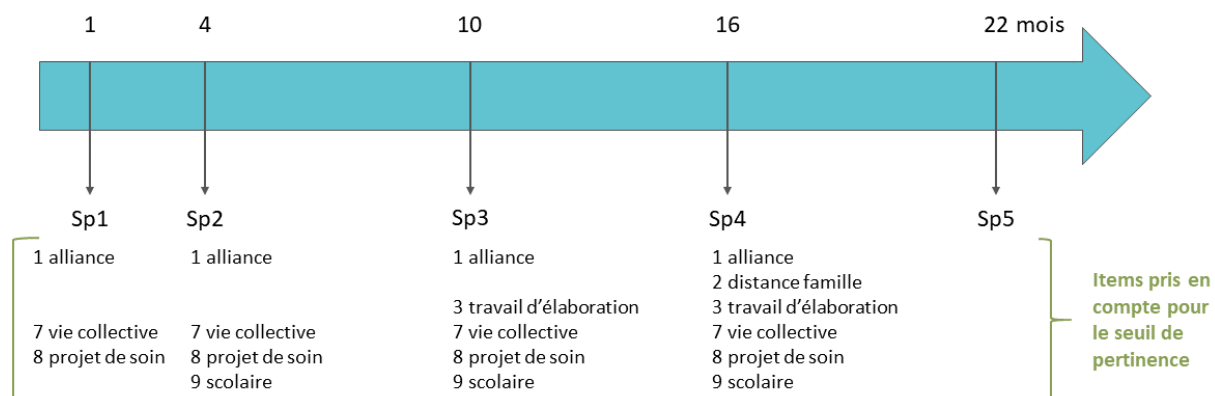 1 4 10 16 22 mois
Sp1 Sp2 Sp3 Sp4 Sp5
1 alliance
7 vie collective
8 projet de soin
1 alliance
7 vie collective
8 projet de soin
9 scolaire
1 alliance
3 travail d'élaboration
7 vie collective
8 projet de soin
9 scolaire
1 alliance
2 distance famille
3 travail d'élaboration
7 vie collective
8 projet de soin
9 scolaire
Items pris en
compte pour
le seuil de
pertinence